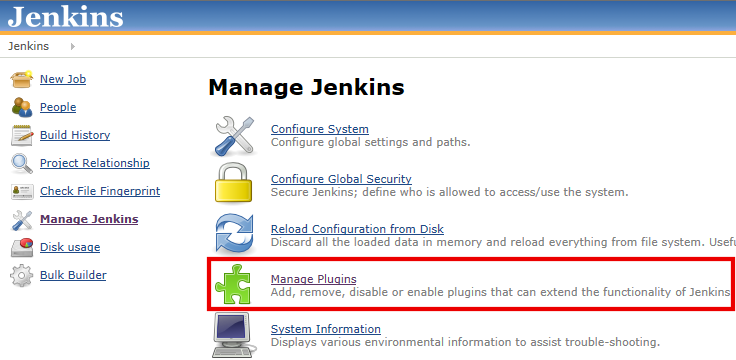 Jenkins
Jenkins
New Job
People
Build History
Project Relationship
Check File Fingerprint
Manage Jenkins
Disk usage
Bulk Builder
Manage Jenkins
Configure System
Configure global settings and paths.
Configure Global Security
Secure Jenkins; define who is allowed to access/use the system.
Reload Configuration from Disk
Discard all the loaded data in memory and reload everything from file system. Usefu
Manage Plugins
Add, remove, disable or enable plugins that can extend the functionality of Jenkins
System Information
Displays various environmental information to assist trouble-shooting.